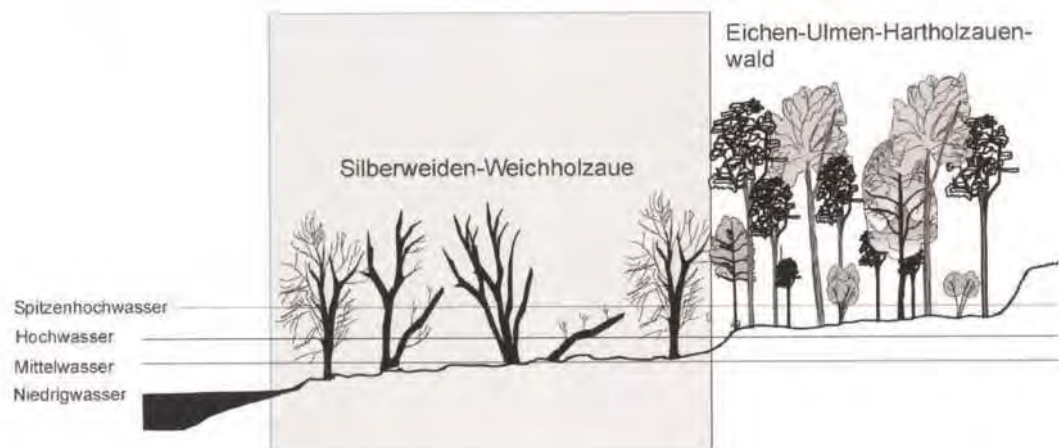 Eichen-Ulmen-Hartholzauen-
wald
Silberweiden-Weichholzaue
Spitzenhochwasser
Hochwasser
Mittelwasser
Niedrigwasser